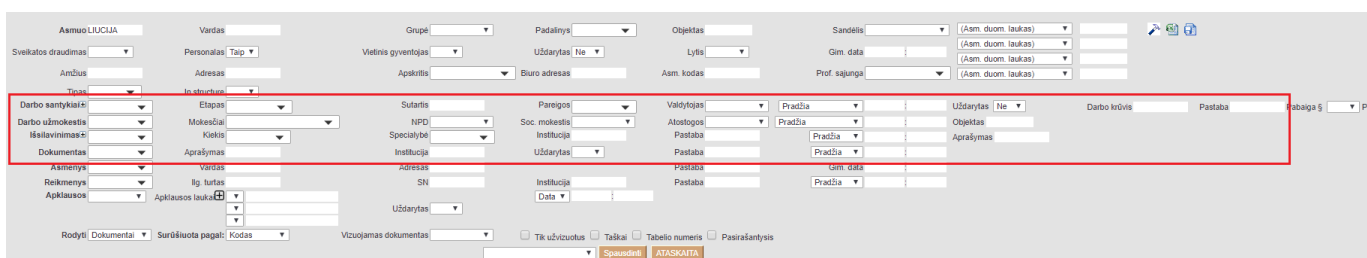 Asmuo LIUCIJA Vardas Grupė Padalinys Objektas Sandėlis (Asm. duom. laukas)
(Asm. duom. laukas)
Sveikatos draudimas Personalas Taip Vietinis gyventojas Uždarytas Ne Lytis Gim. data : (Asm. duom. laukas)
Amžius Adresas Apskritis Biuro adresas Asm. kodas Prof. sąjunga (Asm. duom. laukas)
Tipas In structure
Darbo santykiai Etapas Sutartis Pareigos Valdytojas Pradžia : Uždarytas Ne Darbo krūvis Pastaba Pabaiga § P
Darbo užmokestis Mokesčiai NPD Soc. mokestis Atostogos Pradžia : Objektas
Išsilavinimas Kiekis Specialybė Institucija Pastaba Pradžia : Aprašymas
Dokumentas Aprašymas Institucija Uždarytas Pastaba Pradžia :
Asmenys Vardas Adresas Pastaba Gim. data :
Reikmenys Ilg. turtas SN Institucija Pastaba Pradžia :
Apklausos Apklausos laukai Data :
Uždarytas
Rodyti Dokumentai Surūšiuota pagal: Kodas Vizuojamas dokumentas Tik užvizuotus Taškai Tabelio numeris Pasirašantysis
Spausdinti ATASKAITA